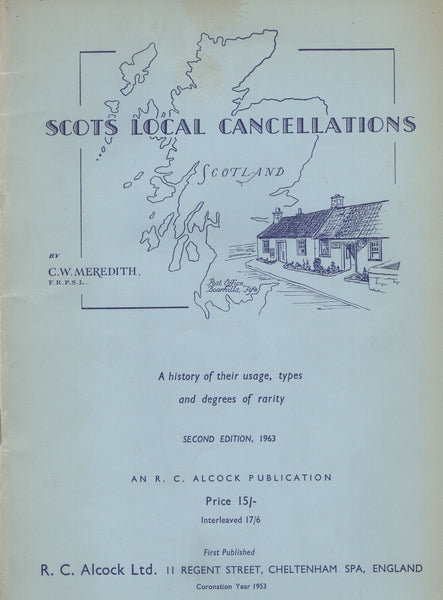 SCOTS LOCAL CANCELLATIONS
SCOTLAND
BY
C.W. MEREDITH,
F.R.P.S.L.
Post Office,
Boarhills, Fife
A history of their usage, types
and degrees of rarity
SECOND EDITION, 1963
AN R. C. ALCOCK PUBLICATION
Price 15/-
Interleaved 17/6
First Published
R. C. Alcock Ltd. 11 REGENT STREET, CHELTENHAM SPA, ENGLAND
Coronation Year 1953